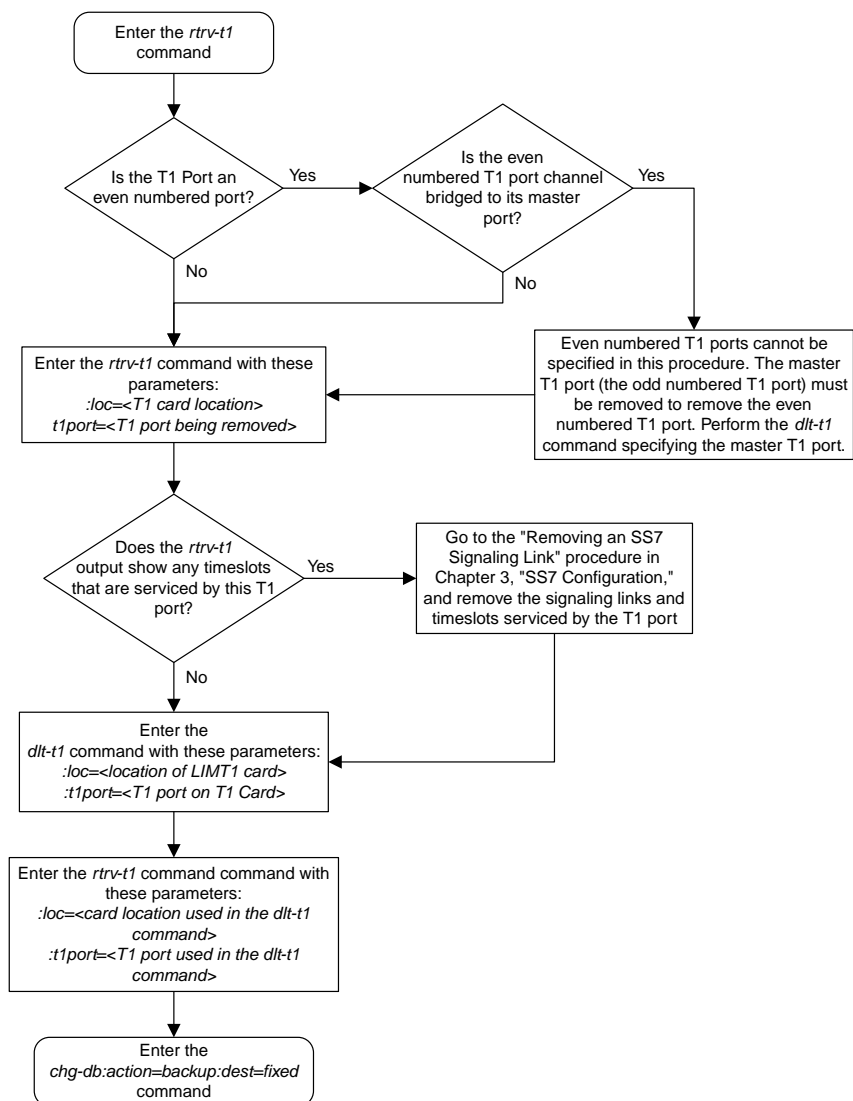 Enter the rtrv-t1
command
Is the T1 Port an
even numbered port?
Yes
Is the even
numbered T1 port channel
bridged to its master
port?
Yes
No
No
Enter the rtrv-t1 command with these
parameters:
:loc=<T1 card location>
t1port=<T1 port being removed>
Even numbered T1 ports cannot be
specified in this procedure. The master
T1 port (the odd numbered T1 port) must
be removed to remove the even
numbered T1 port. Perform the dlt-t1
command specifying the master T1 port.
Does the rtrv-t1
output show any timeslots
that are serviced by this T1
port?
Yes
Go to the "Removing an SS7
Signaling Link" procedure in
Chapter 3, "SS7 Configuration,"
and remove the signaling links and
timeslots serviced by the T1 port
No
Enter the
dlt-t1 command with these parameters:
:loc=<location of LIMT1 card>
:t1port=<T1 port on T1 Card>
Enter the rtrv-t1 command command with
these parameters:
:loc=<card location used in the dlt-t1
command>
:t1port=<T1 port used in the dlt-t1
command>
Enter the
chg-db:action=backup:dest=fixed
command